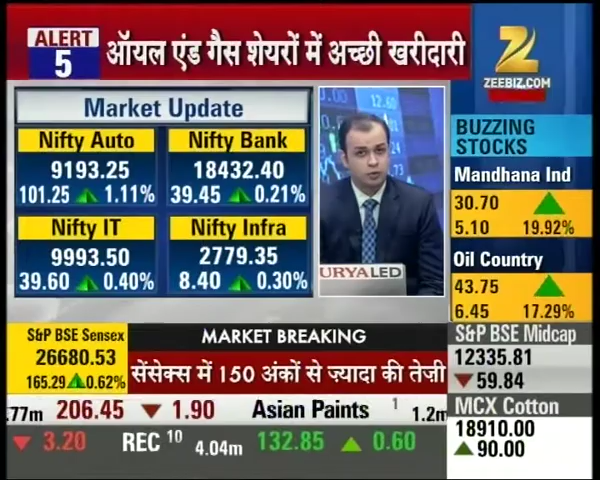 ALERT
5
ऑयल एंड गैस शेयरों में अच्छी खरीदारी
Z
ZEEBIZ.COM
Market Update
Nifty Auto
9193.25
101.25 1.11%
Nifty Bank
18432.40
39.45 0.21%
Nifty IT
9993.50
39.60 0.40%
Nifty Infra
2779.35
8.40 0.30%
12.60
URYALED
BUZZING
STOCKS
Mandhana Ind
30.70
5.10 19.92%
Oil Country
43.75
6.45 17.29%
S&P BSE Sensex
26680.53
165.29 0.62%
MARKET BREAKING
सेंसेक्स में 150 अंकों से ज्यादा की तेज़ी
S&P BSE Midcap
12335.81
59.84
MCX Cotton
18910.00
90.00
.77m 206.45 1.90 Asian Paints 1 1.2m
3.20 REC 10 4.04m 132.85 0.60